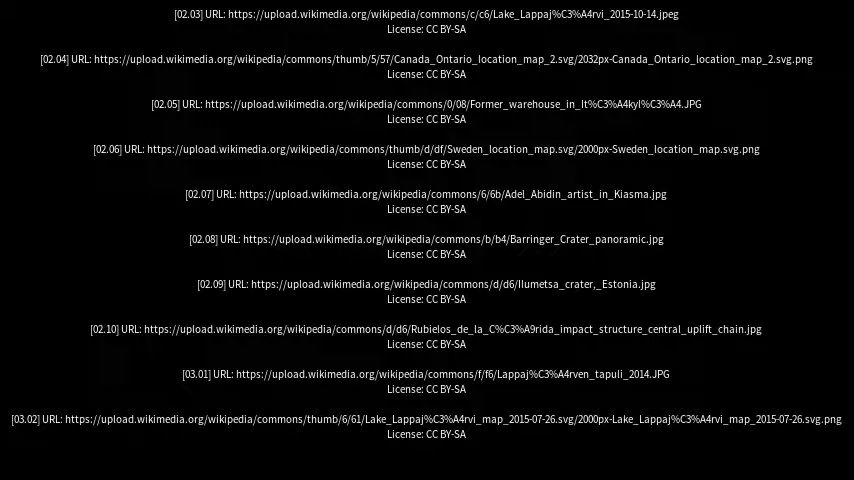 [02.03] URL: https://upload.wikimedia.org/wikipedia/commons/c/c6/Lake_Lappaj%C3%A4rvi_2015-10-14.jpeg
License: CC BY-SA
[02.04] URL: https://upload.wikimedia.org/wikipedia/commons/thumb/5/57/Canada_Ontario_location_map_2.svg/2032px-Canada_Ontario_location_map_2.svg.png
License: CC BY-SA
[02.05] URL: https://upload.wikimedia.org/wikipedia/commons/0/08/Former_warehouse_in_It%C3%A4kyl%C3%A4.JPG
License: CC BY-SA
[02.06] URL: https://upload.wikimedia.org/wikipedia/commons/thumb/d/df/Sweden_location_map.svg/2000px-Sweden_location_map.svg.png
License: CC BY-SA
[02.07] URL: https://upload.wikimedia.org/wikipedia/commons/6/6b/Adel_Abidin_artist_in_Kiasma.jpg
License: CC BY-SA
[02.08] URL: https://upload.wikimedia.org/wikipedia/commons/b/b4/Barringer_Crater_panoramic.jpg
License: CC BY-SA
[02.09] URL: https://upload.wikimedia.org/wikipedia/commons/d/d6/Ilumetsa_crater,_Estonia.jpg
License: CC BY-SA
[02.10] URL: https://upload.wikimedia.org/wikipedia/commons/d/d6/Rubielos_de_la_C%C3%A9rida_impact_structure_central_uplift_chain.jpg
License: CC BY-SA
[03.01] URL: https://upload.wikimedia.org/wikipedia/commons/f/f6/Lappaj%C3%A4rven_tapuli_2014.JPG
License: CC BY-SA
[03.02] URL: https://upload.wikimedia.org/wikipedia/commons/thumb/6/61/Lake_Lappaj%C3%A4rvi_map_2015-07-26.svg/2000px-Lake_Lappaj%C3%A4rvi_map_2015-07-26.svg.png
License: CC BY-SA